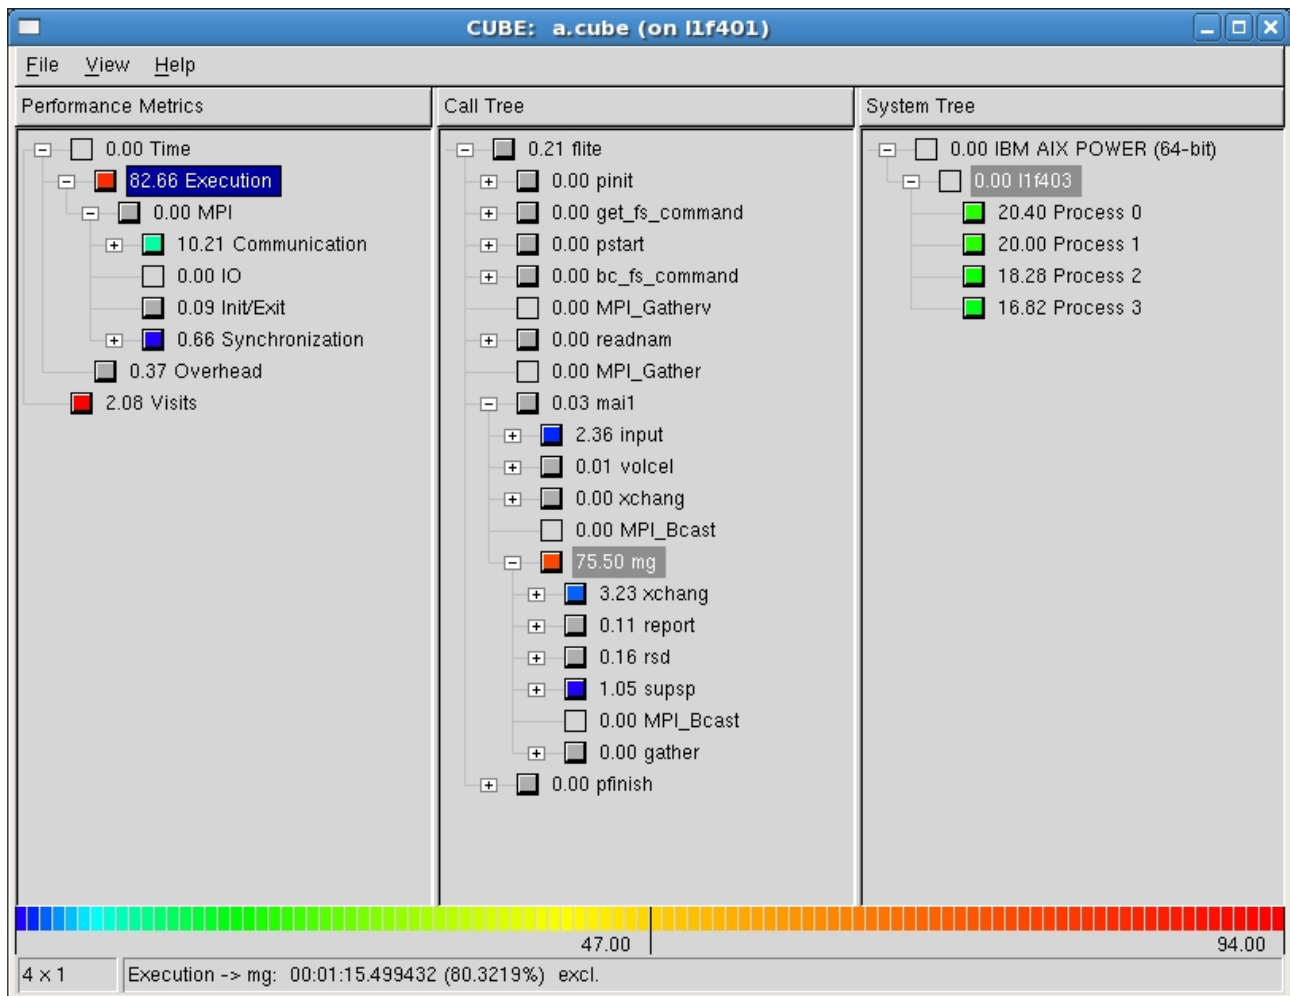 CUBE: a.cube (on l1f401)
File View Help
Performance Metrics
0.00 Time
82.66 Execution
0.00 MPI
10.21 Communication
0.00 IO
0.09 Init/Exit
0.66 Synchronization
0.37 Overhead
2.08 Visits
Call Tree
0.21 flite
0.00 pinit
0.00 get_fs_command
0.00 pstart
0.00 bc_fs_command
0.00 MPI_Gatherv
0.00 readnam
0.00 MPI_Gather
0.03 mai1
2.36 input
0.01 volcel
0.00 xchang
0.00 MPI_Bcast
75.50 mg
3.23 xchang
0.11 report
0.16 rsd
1.05 supsp
0.00 MPI_Bcast
0.00 gather
0.00 pfinish
System Tree
0.00 IBM AIX POWER (64-bit)
0.00 l1f403
20.40 Process 0
20.00 Process 1
18.28 Process 2
16.82 Process 3
47.00 94.00
4 x 1 Execution -> mg: 00:01:15.499432 (80.3219%) excl.